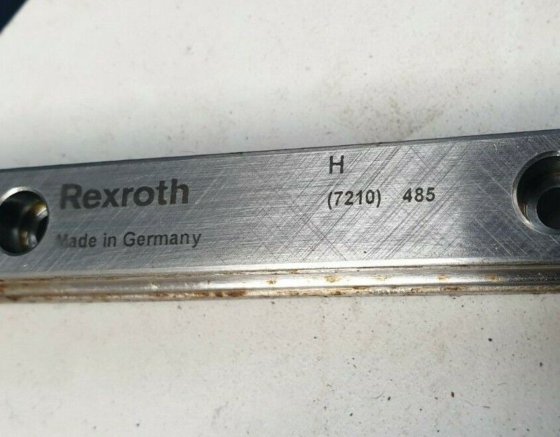 Rexroth
Made in Germany
H
(7210) 485